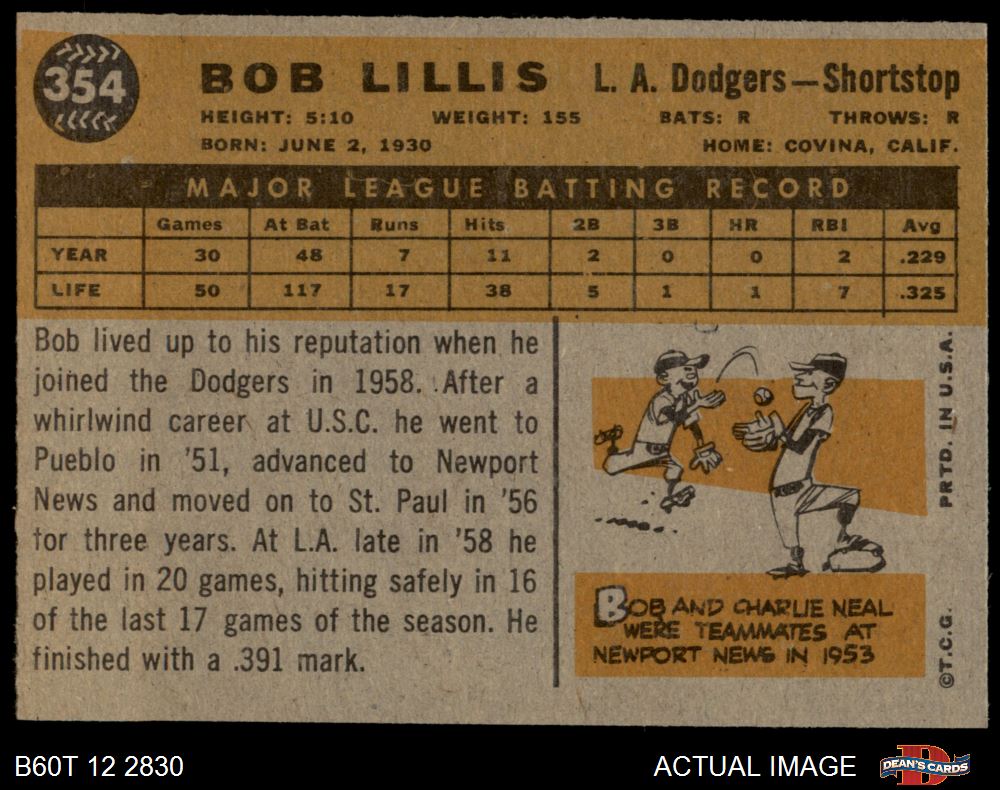 354
BOB LILLIS L. A. Dodgers—Shortstop
HEIGHT: 5:10 WEIGHT: 155 BATS: R THROWS: R
BORN: JUNE 2, 1930 HOME: COVINA, CALIF.
MAJOR LEAGUE BATTING RECORD
Games At Bat Runs Hits 2B 3B HR RBI Avg
YEAR 30 48 7 11 2 0 0 2 .229
LIFE 50 117 17 38 5 1 1 7 .325
Bob lived up to his reputation when he
joined the Dodgers in 1958. After a
whirlwind career at U.S.C. he went to
Pueblo in '51, advanced to Newport
News and moved on to St. Paul in '56
for three years. At L.A. late in '58 he
played in 20 games, hitting safely in 16
of the last 17 games of the season. He
finished with a .391 mark.
BOB AND CHARLIE NEAL
WERE TEAMMATES AT
NEWPORT NEWS IN 1953
©T.C.G. PRTD. IN U.S.A.
B60T 12 2830 ACTUAL IMAGE
D
DEAN'S CARDS